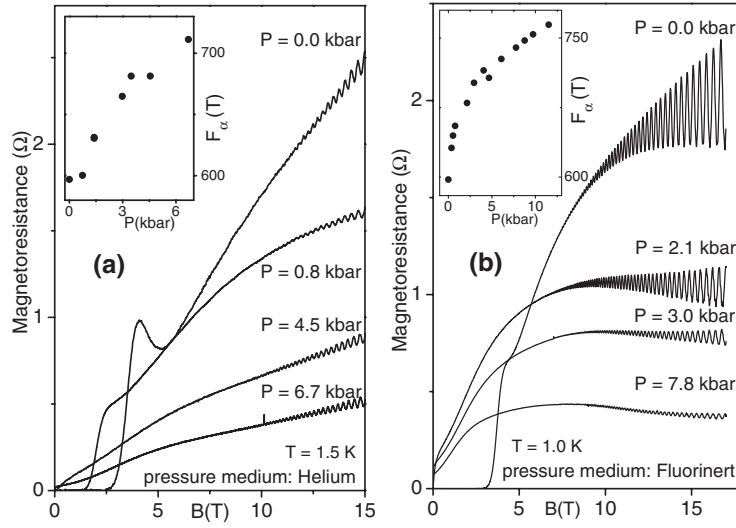 700
F_α (T)
600
0 3 6
P(kbar)
P = 0.0 kbar
P = 0.8 kbar
P = 4.5 kbar
P = 6.7 kbar
(a)
T = 1.5 K
pressure medium: Helium
Magnetoresistance (Ω)
2
1
0
0 5 10 15
B(T)
750
F_α (T)
600
0 5 10
P(kbar)
P = 0.0 kbar
P = 2.1 kbar
P = 3.0 kbar
P = 7.8 kbar
(b)
T = 1.0 K
pressure medium: Fluorinert
Magnetoresistance (Ω)
2
1
0
0 5 10 15
B(T)